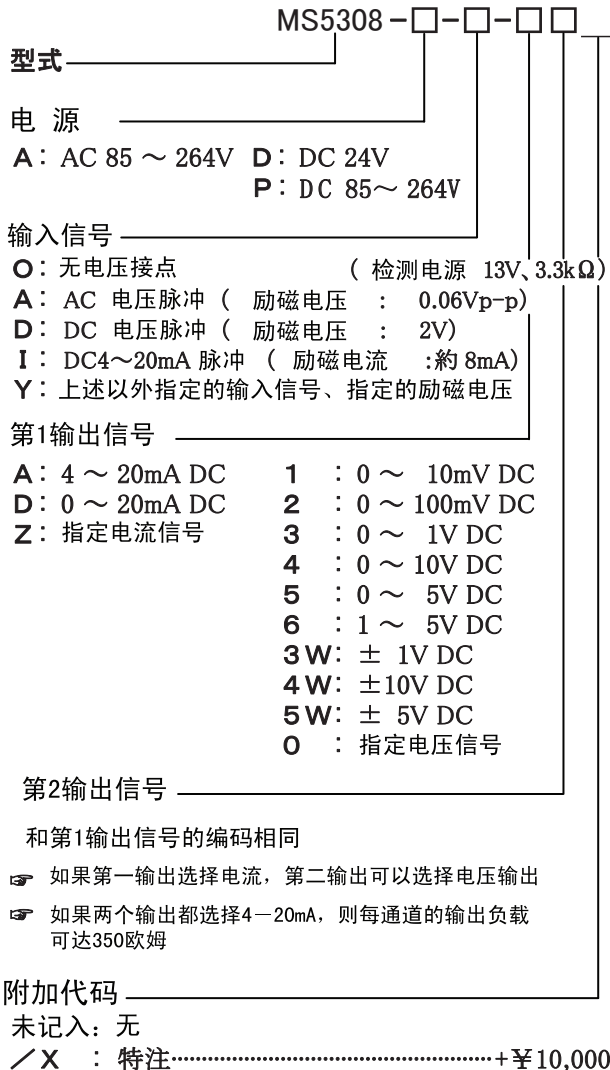 MS5308-□-□-□□
型式
电 源
A: AC 85 ～ 264V D: DC 24V
P: DC 85～ 264V
输入信号
O: 无电压接点 ( 检测电源 13V、3.3kΩ)
A: AC 电压脉冲 ( 励磁电压 : 0.06Vp-p)
D: DC 电压脉冲 ( 励磁电压 : 2V)
I: DC4～20mA 脉冲 ( 励磁电流 :約 8mA)
Y: 上述以外指定的输入信号、指定的励磁电压
第1输出信号
A: 4 ～ 20mA DC 1 : 0 ～ 10mV DC
D: 0 ～ 20mA DC 2 : 0 ～ 100mV DC
Z: 指定电流信号 3 : 0 ～ 1V DC
4 : 0 ～ 10V DC
5 : 0 ～ 5V DC
6 : 1 ～ 5V DC
3W: ± 1V DC
4W: ±10V DC
5W: ± 5V DC
0 : 指定电压信号
第2输出信号
和第1输出信号的编码相同
☞ 如果第一输出选择电流，第二输出可以选择电压输出
☞ 如果两个输出都选择4－20mA，则每通道的输出负载
可达350欧姆
附加代码
未记入: 无
／X : 特注⋯⋯⋯⋯⋯⋯⋯⋯⋯⋯⋯⋯⋯⋯⋯+¥10,000